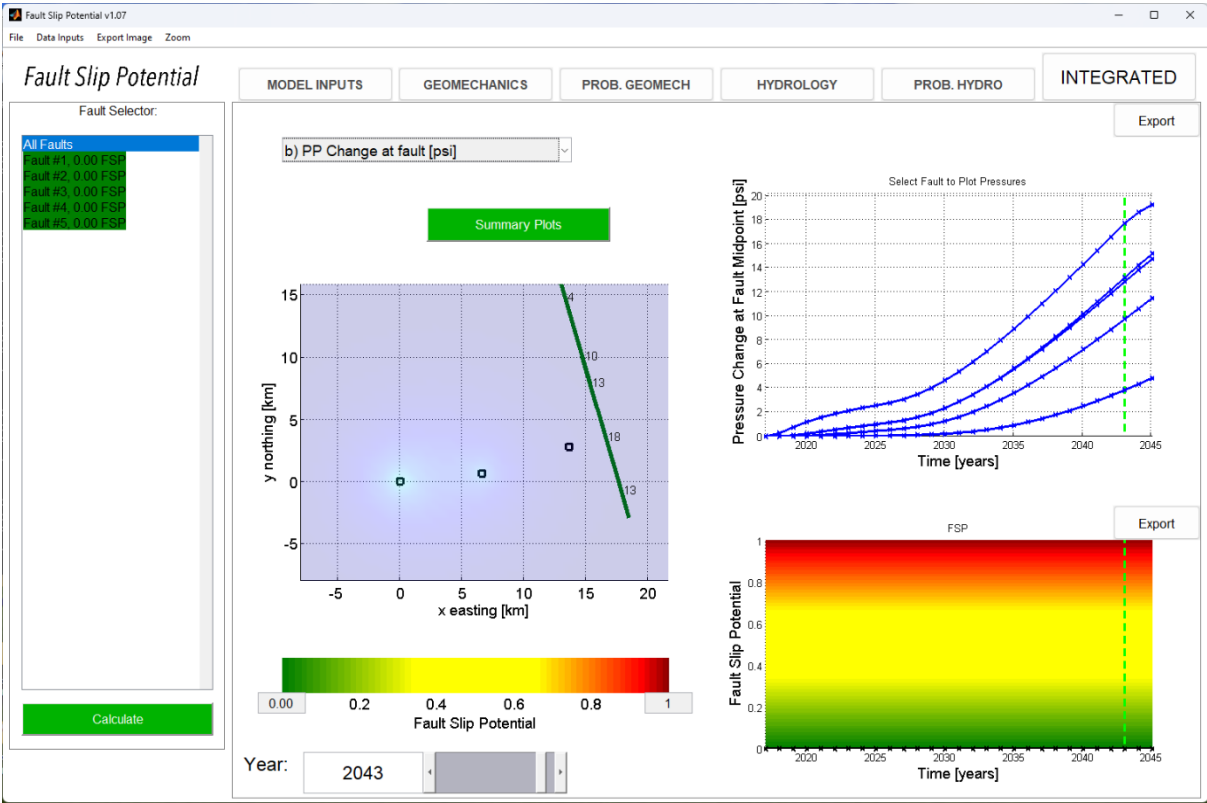 Fault Slip Potential v1.07
File Data Inputs Export Image Zoom
Fault Slip Potential
MODEL INPUTS GEOMECHANICS PROB. GEOMECH HYDROLOGY PROB. HYDRO INTEGRATED
Fault Selector:
All Faults
Fault #1, 0.00 FSP
Fault #2, 0.00 FSP
Fault #3, 0.00 FSP
Fault #4, 0.00 FSP
Fault #5, 0.00 FSP
Calculate
Export
b) PP Change at fault [psi]
Summary Plots
15
10
5
0
-5
y northing [km]
4
10
13
18
13
-5 0 5 10 15 20
x easting [km]
0.00 0.2 0.4 0.6 0.8 1
Fault Slip Potential
Year: 2043
Select Fault to Plot Pressures
Pressure Change at Fault Midpoint [psi]
20
18
16
14
12
10
8
6
4
2
0
2020 2025 2030 2035 2040 2045
Time [years]
Export
FSP
Fault Slip Potential
1
0.8
0.6
0.4
0.2
0
2020 2025 2030 2035 2040 2045
Time [years]